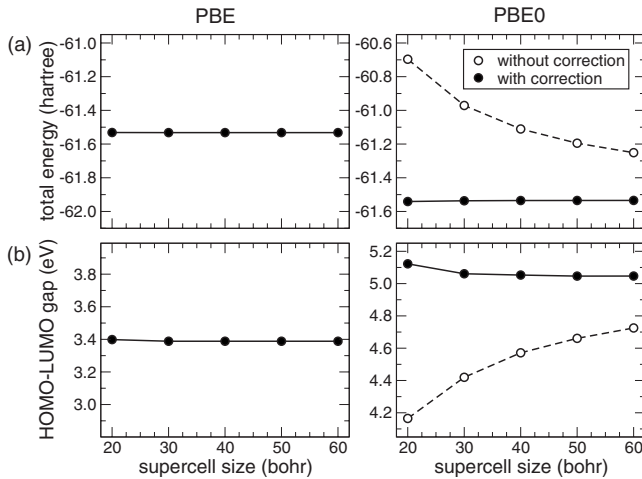 PBE
PBE0
(a)
total energy (hartree)
-61.0
-61.2
-61.4
-61.6
-61.8
-62.0
-60.6
-60.8
-61.0
-61.2
-61.4
-61.6
without correction
with correction
(b)
HOMO-LUMO gap (eV)
3.8
3.6
3.4
3.2
3.0
5.2
5.0
4.8
4.6
4.4
4.2
20 30 40 50 60
20 30 40 50 60
supercell size (bohr)
supercell size (bohr)